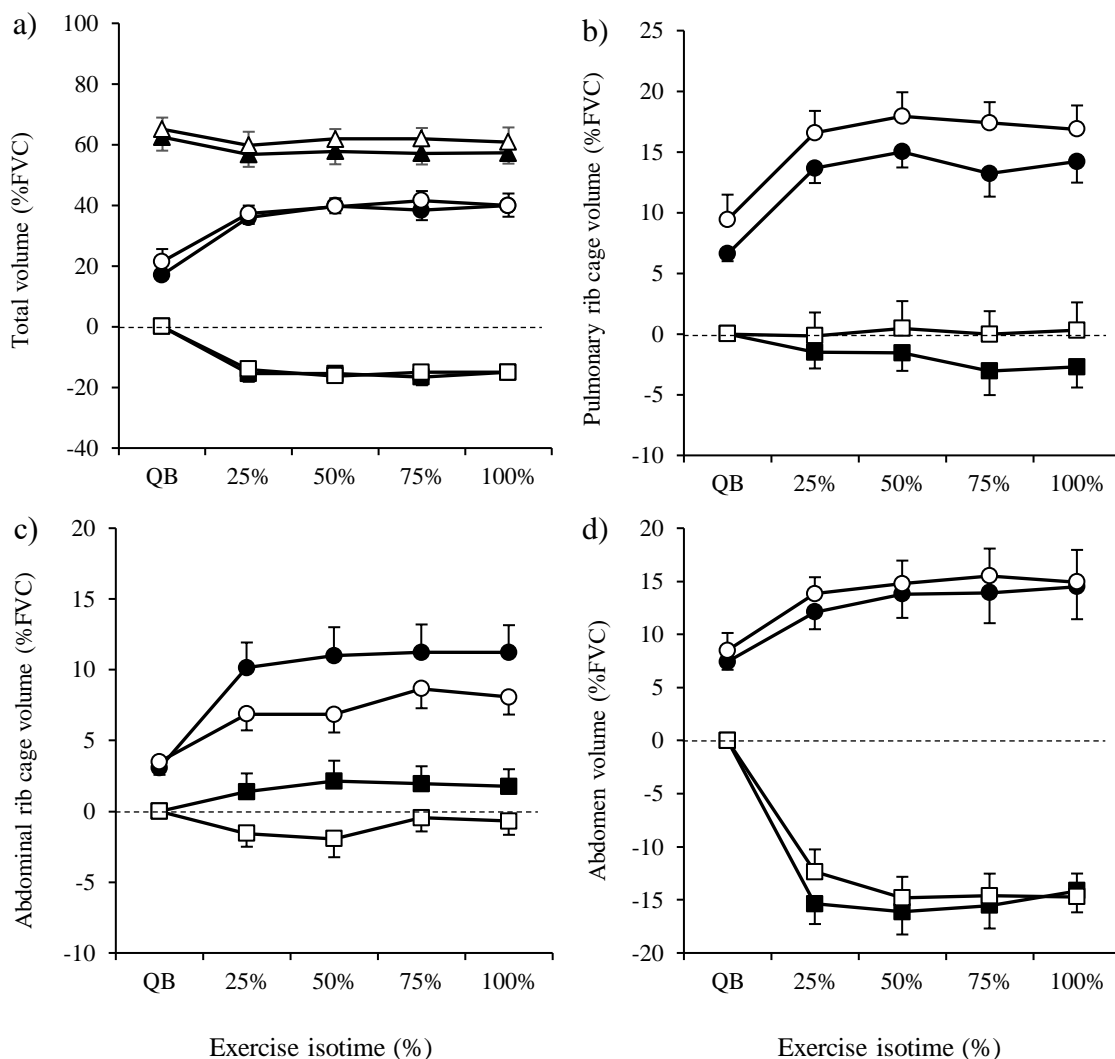 a)
Total volume (%FVC)
100
80
60
40
20
0
-20
-40
QB 25% 50% 75% 100%
b)
Pulmonary rib cage volume (%FVC)
25
20
15
10
5
0
-5
-10
QB 25% 50% 75% 100%
c)
Abdominal rib cage volume (%FVC)
20
15
10
5
0
-5
-10
QB 25% 50% 75% 100%
Exercise isotime (%)
d)
Abdomen volume (%FVC)
20
15
10
5
0
-5
-10
-15
-20
QB 25% 50% 75% 100%
Exercise isotime (%)